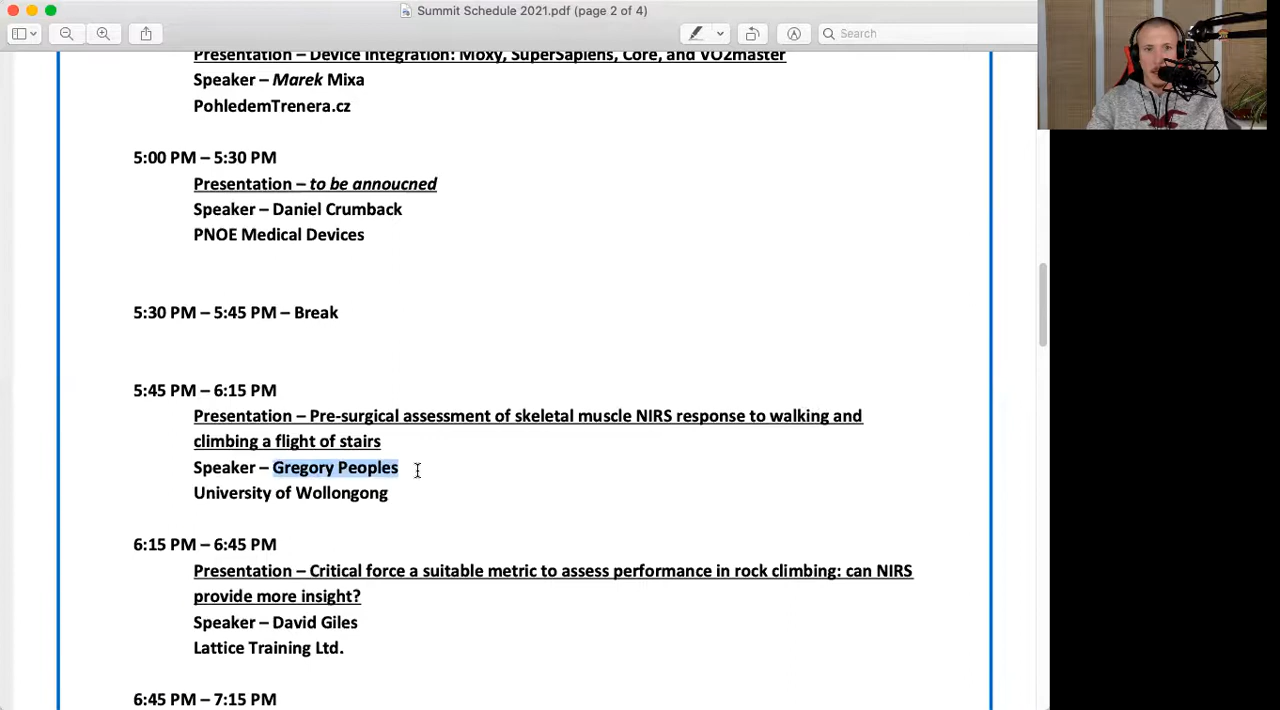 Summit Schedule 2021.pdf (page 2 of 4)
Search
Presentation – Device Integration: Moxy, SuperSapiens, Core, and VO2master
Speaker – Marek Mixa
PohledemTrenera.cz
5:00 PM – 5:30 PM
Presentation – to be annoucned
Speaker – Daniel Crumback
PNOE Medical Devices
5:30 PM – 5:45 PM – Break
5:45 PM – 6:15 PM
Presentation – Pre-surgical assessment of skeletal muscle NIRS response to walking and
climbing a flight of stairs
Speaker – Gregory Peoples
University of Wollongong
6:15 PM – 6:45 PM
Presentation – Critical force a suitable metric to assess performance in rock climbing: can NIRS
provide more insight?
Speaker – David Giles
Lattice Training Ltd.
6:45 PM – 7:15 PM